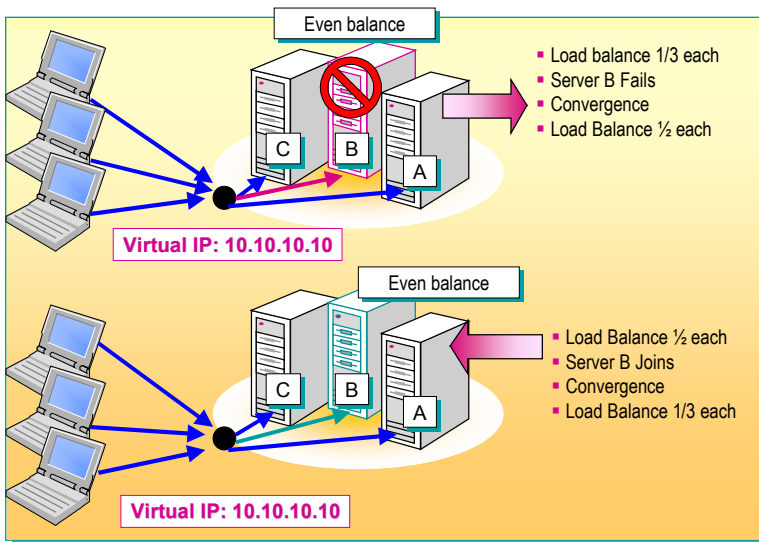 Even balance
Load balance 1/3 each
Server B Fails
Convergence
Load Balance ½ each
C
B
A
Virtual IP: 10.10.10.10
Even balance
Load Balance ½ each
Server B Joins
Convergence
Load Balance 1/3 each
C
B
A
Virtual IP: 10.10.10.10